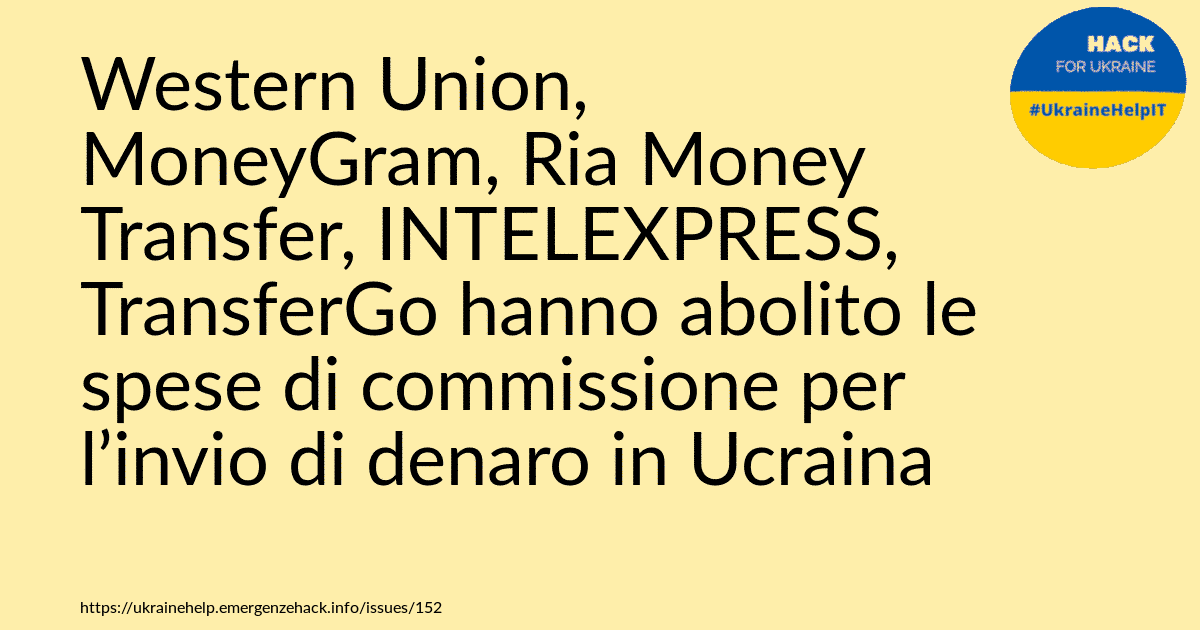 HACK
FOR UKRAINE
#UkraineHelpIT
Western Union,
MoneyGram, Ria Money
Transfer, INTELEXPRESS,
TransferGo hanno abolito le
spese di commissione per
l’invio di denaro in Ucraina
https://ukrainehelp.emergenzehack.info/issues/152